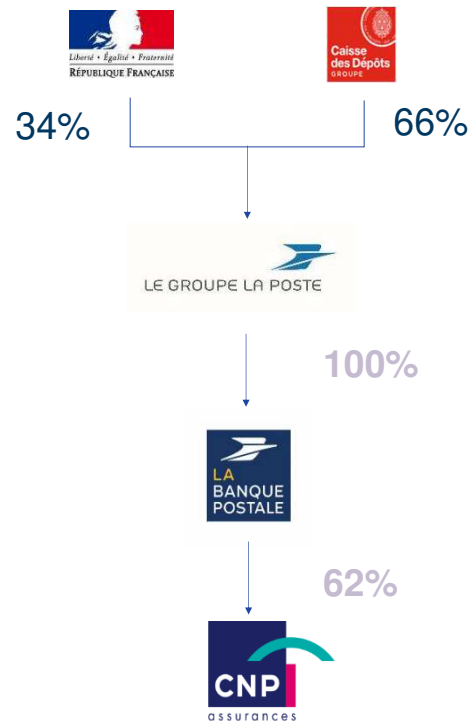 Liberté • Égalité • Fraternité
RÉPUBLIQUE FRANÇAISE
Caisse
des Dépôts
GROUPE
34%
66%
LE GROUPE LA POSTE
100%
LA
BANQUE
POSTALE
62%
CNP
assurances